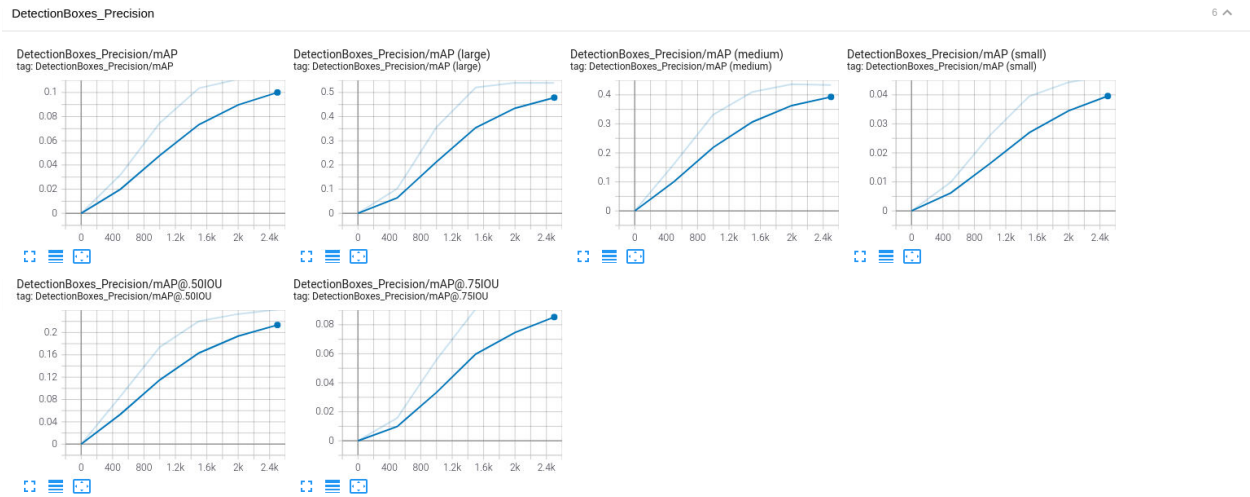 DetectionBoxes_Precision
6
DetectionBoxes_Precision/mAP
tag: DetectionBoxes_Precision/mAP
0.1
0.08
0.06
0.04
0.02
0
0 400 800 1.2k 1.6k 2k 2.4k
DetectionBoxes_Precision/mAP (large)
tag: DetectionBoxes_Precision/mAP (large)
0.5
0.4
0.3
0.2
0.1
0
0 400 800 1.2k 1.6k 2k 2.4k
DetectionBoxes_Precision/mAP (medium)
tag: DetectionBoxes_Precision/mAP (medium)
0.4
0.3
0.2
0.1
0
0 400 800 1.2k 1.6k 2k 2.4k
DetectionBoxes_Precision/mAP (small)
tag: DetectionBoxes_Precision/mAP (small)
0.04
0.03
0.02
0.01
0
0 400 800 1.2k 1.6k 2k 2.4k
DetectionBoxes_Precision/mAP@.50IOU
tag: DetectionBoxes_Precision/mAP@.50IOU
0.2
0.16
0.12
0.08
0.04
0
0 400 800 1.2k 1.6k 2k 2.4k
DetectionBoxes_Precision/mAP@.75IOU
tag: DetectionBoxes_Precision/mAP@.75IOU
0.08
0.06
0.04
0.02
0
0 400 800 1.2k 1.6k 2k 2.4k